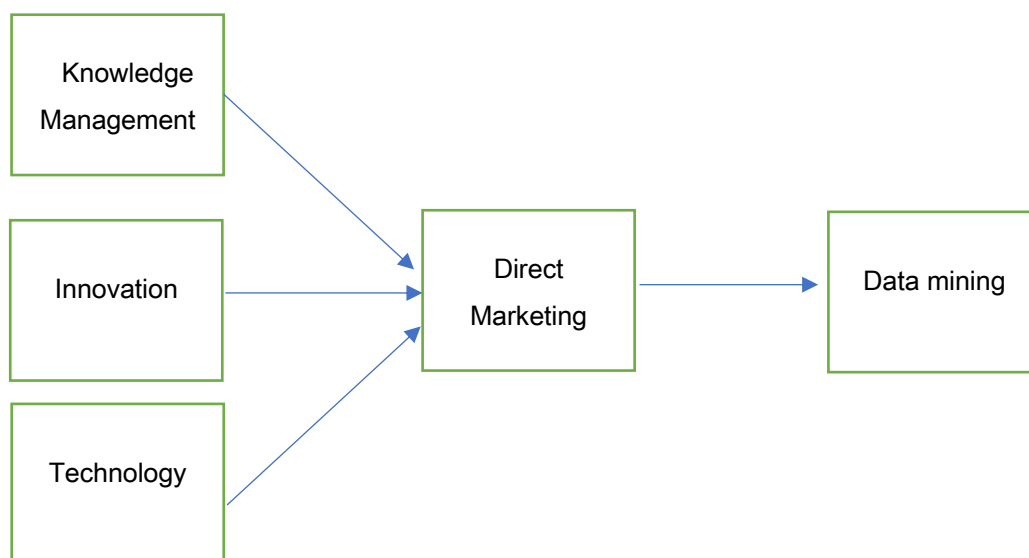 Knowledge
Management
Innovation
Technology
Direct
Marketing
Data mining